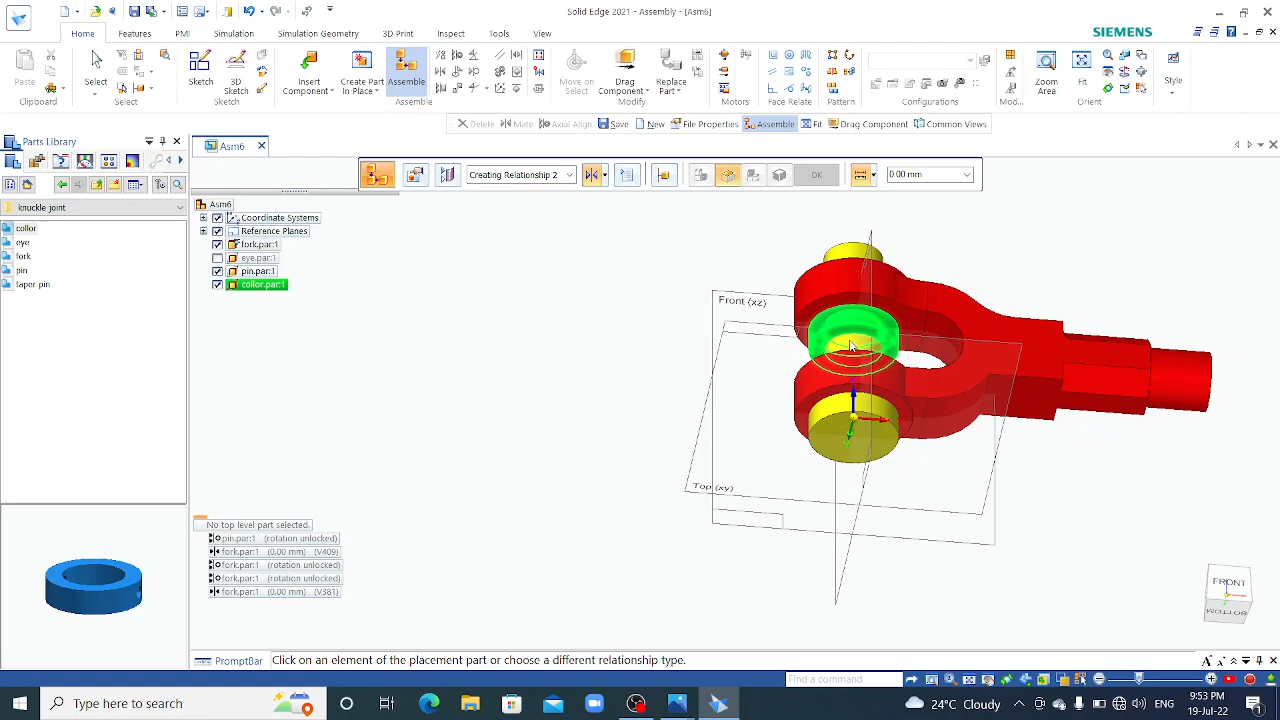 Solid Edge 2021 - Assembly - [Asm6]
Home Features PMI Simulation Simulation Geometry 3D Print Inspect Tools View
SIEMENS
Paste Select Sketch 3D Sketch Insert Component Create Part In-Place Assemble Move on Select Drag Component Replace Part Zoom Area Fit Style
Clipboard Select Sketch Assemble Modify Motors Face Relate Pattern Configurations Mod... Orient
Delete Mate Axial Align Save New File Properties Assemble Fit Drag Component Common Views
Parts Library
Asm6
Creating Relationship 2
OK
0.00 mm
knuckle joint
collor
eye
fork
pin
taper pin
Asm6
Coordinate Systems
Reference Planes
fork.par:1
eye.par:1
pin.par:1
collor.par:1
Front (xz)
Top (xy)
No top level part selected.
pin.par:1 (rotation unlocked)
fork.par:1 (0.00 mm) (V409)
fork.par:1 (rotation unlocked)
fork.par:1 (rotation unlocked)
fork.par:1 (0.00 mm) (V381)
FRONT
BOTTOM
PromptBar
Click on an element of the placement part or choose a different relationship type.
Find a command
Type here to search
24°C Cloudy
ENG
9:53 PM
19-Jul-22